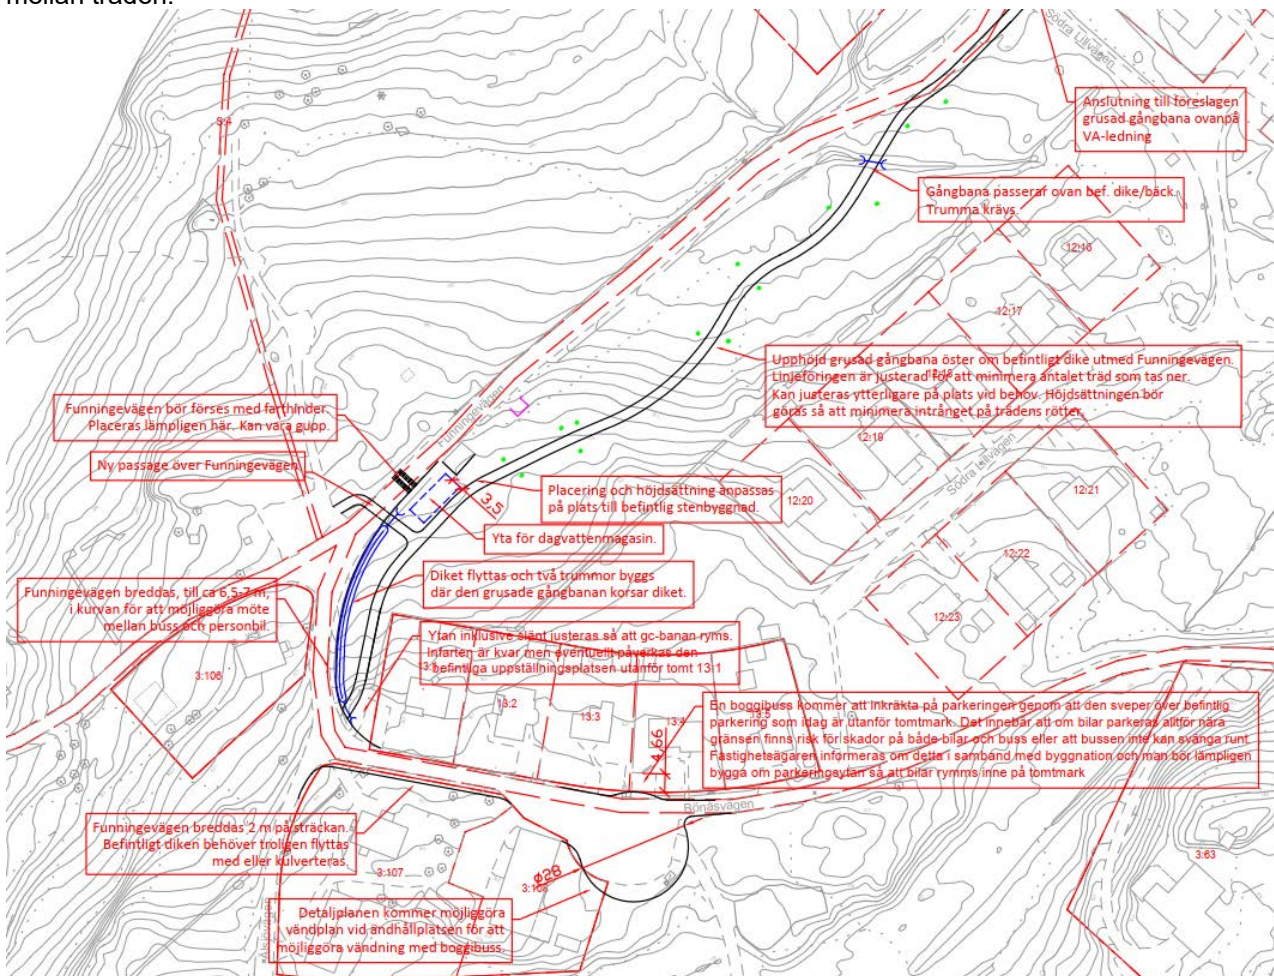 mellan träden.
Södra Lillvägen
Anslutning till föreslagen
grusad gångbana ovanpå
VA-ledning
3:4
Gångbana passerar ovan bef. dike/bäck.
Trumma krävs.
12:16
12:17
Upphöjd grusad gångbana öster om befintligt dike utmed Funningevägen.
Linjeföringen är justerad för att minimera antalet träd som tas ner.
Kan justeras ytterligare på plats vid behov. Höjdsättningen bör
göras så att minimera intrånget på trädens rötter.
12:18
Funningevägen bör förses med farthinder.
Placeras lämpligen här. Kan vara gupp.
Funningevägen
12:19
Ny passage över Funningevägen
Södra Lillvägen
3,5
Placering och höjdsättning anpassas
på plats till befintlig stenbyggnad.
12:20
12:21
Yta för dagvattenmagasin.
12:22
Diket flyttas och två trummor byggs
där den grusade gångbanan korsar diket.
Funningevägen breddas, till ca 6,5-7 m,
i kurvan för att möjliggöra möte
mellan buss och personbil.
12:23
Ytan inklusive slänt justeras så att gc-banan ryms.
Infarten är kvar men eventuellt påverkas den
befintliga uppställningsplatsen utanför tomt 13:1
3:106
13:2
13:3
13:4
13:5
En boggibuss kommer att inkräkta på parkeringen genom att den sveper över befintlig
parkering som idag är utanför tomtmark. Det innebär att om bilar parkeras alltför nära
gränsen finns risk för skador på både bilar och buss eller att bussen inte kan svänga runt.
Fastighetsägaren informeras om detta i samband med byggnation och man bör lämpligen
bygga om parkeringsytan så att bilar rymms inne på tomtmark
4,66
Bönäsvägen
Funningevägen breddas 2 m på sträckan.
Befintligt diken behöver troligen flyttas
med eller kulverteras.
3:107
3:108
ø28
3:63
Detaljplanen kommer möjliggöra
vändplan vid ändhållplatsen för att
möjliggöra vändning med boggibuss.